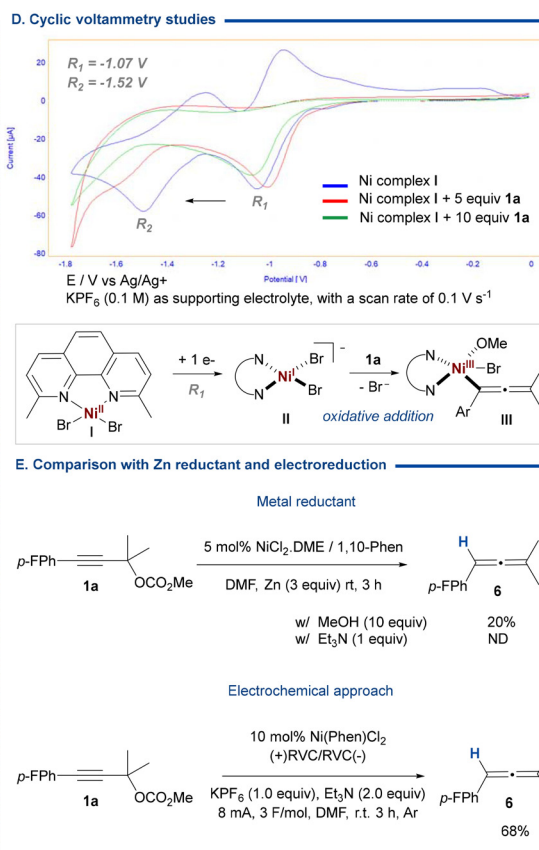 D. Cyclic voltammetry studies
R1 = -1.07 V
R2 = -1.52 V
20
0
-20
-40
-60
-80
Current [µA]
R1
R2
Ni complex I
Ni complex I + 5 equiv 1a
Ni complex I + 10 equiv 1a
-1.8 -1.6 -1.4 -1.2 -1 -0.8 -0.6 -0.4 -0.2 0
Potential [V]
E / V vs Ag/Ag+
KPF6 (0.1 M) as supporting electrolyte, with a scan rate of 0.1 V s-1
N N
NiII
Br Br
I
+ 1 e-
R1
N N
NiI
Br
Br
−
II
1a
- Br−
oxidative addition
N N
NiIII
OMe
Br
Ar
III
E. Comparison with Zn reductant and electroreduction
Metal reductant
p-FPh
OCO2Me
1a
5 mol% NiCl2.DME / 1,10-Phen
DMF, Zn (3 equiv) rt, 3 h
H
p-FPh
6
w/ MeOH (10 equiv) 20%
w/ Et3N (1 equiv) ND
Electrochemical approach
p-FPh
OCO2Me
1a
10 mol% Ni(Phen)Cl2
(+)RVC/RVC(-)
KPF6 (1.0 equiv), Et3N (2.0 equiv)
8 mA, 3 F/mol, DMF, r.t. 3 h, Ar
H
p-FPh
6
68%